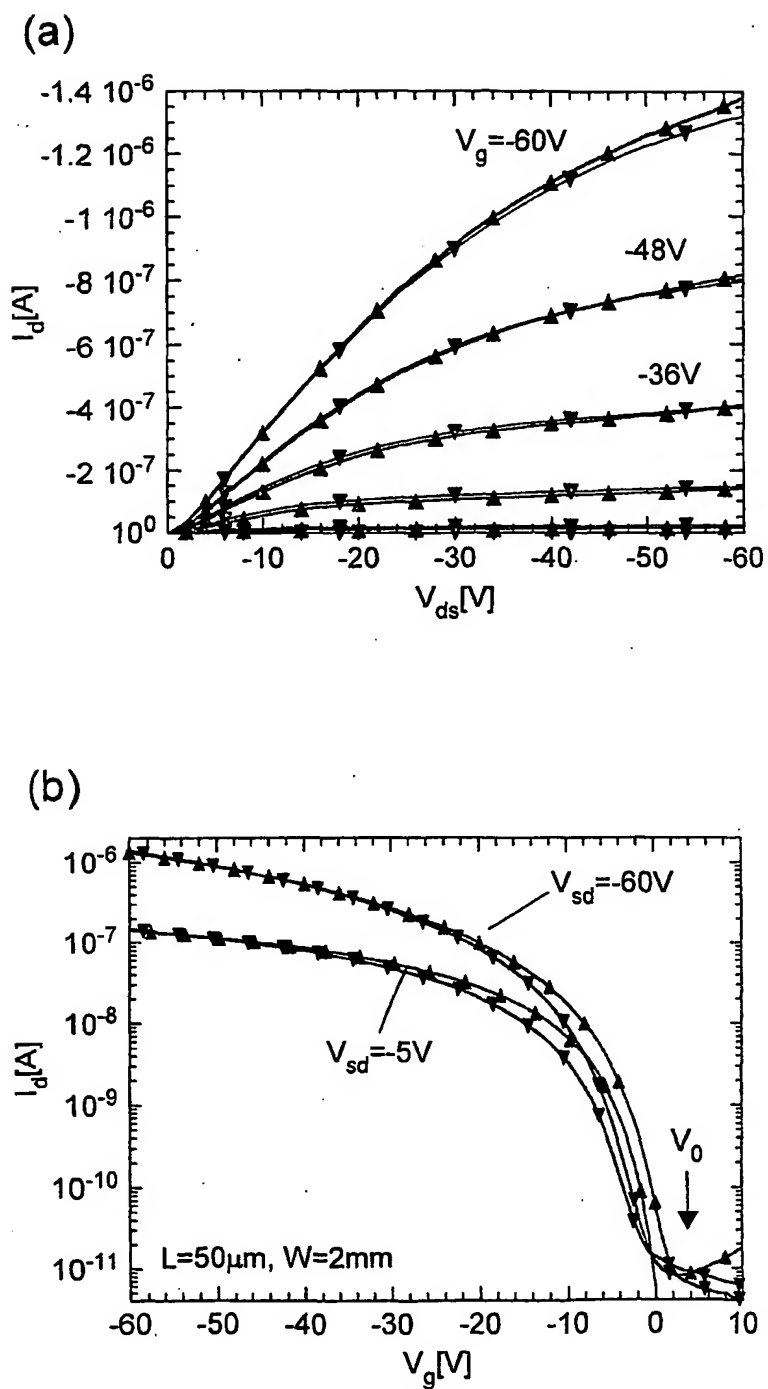 (a)
-1.4 10⁻⁶
-1.2 10⁻⁶
-1 10⁻⁶
-8 10⁻⁷
-6 10⁻⁷
-4 10⁻⁷
-2 10⁻⁷
10⁰
I_d[A]
V_g=-60V
-48V
-36V
0 -10 -20 -30 -40 -50 -60
V_ds[V]
(b)
10⁻⁶
10⁻⁷
10⁻⁸
10⁻⁹
10⁻¹⁰
10⁻¹¹
I_d[A]
V_sd=-60V
V_sd=-5V
V_0
L=50μm, W=2mm
-60 -50 -40 -30 -20 -10 0 10
V_g[V]